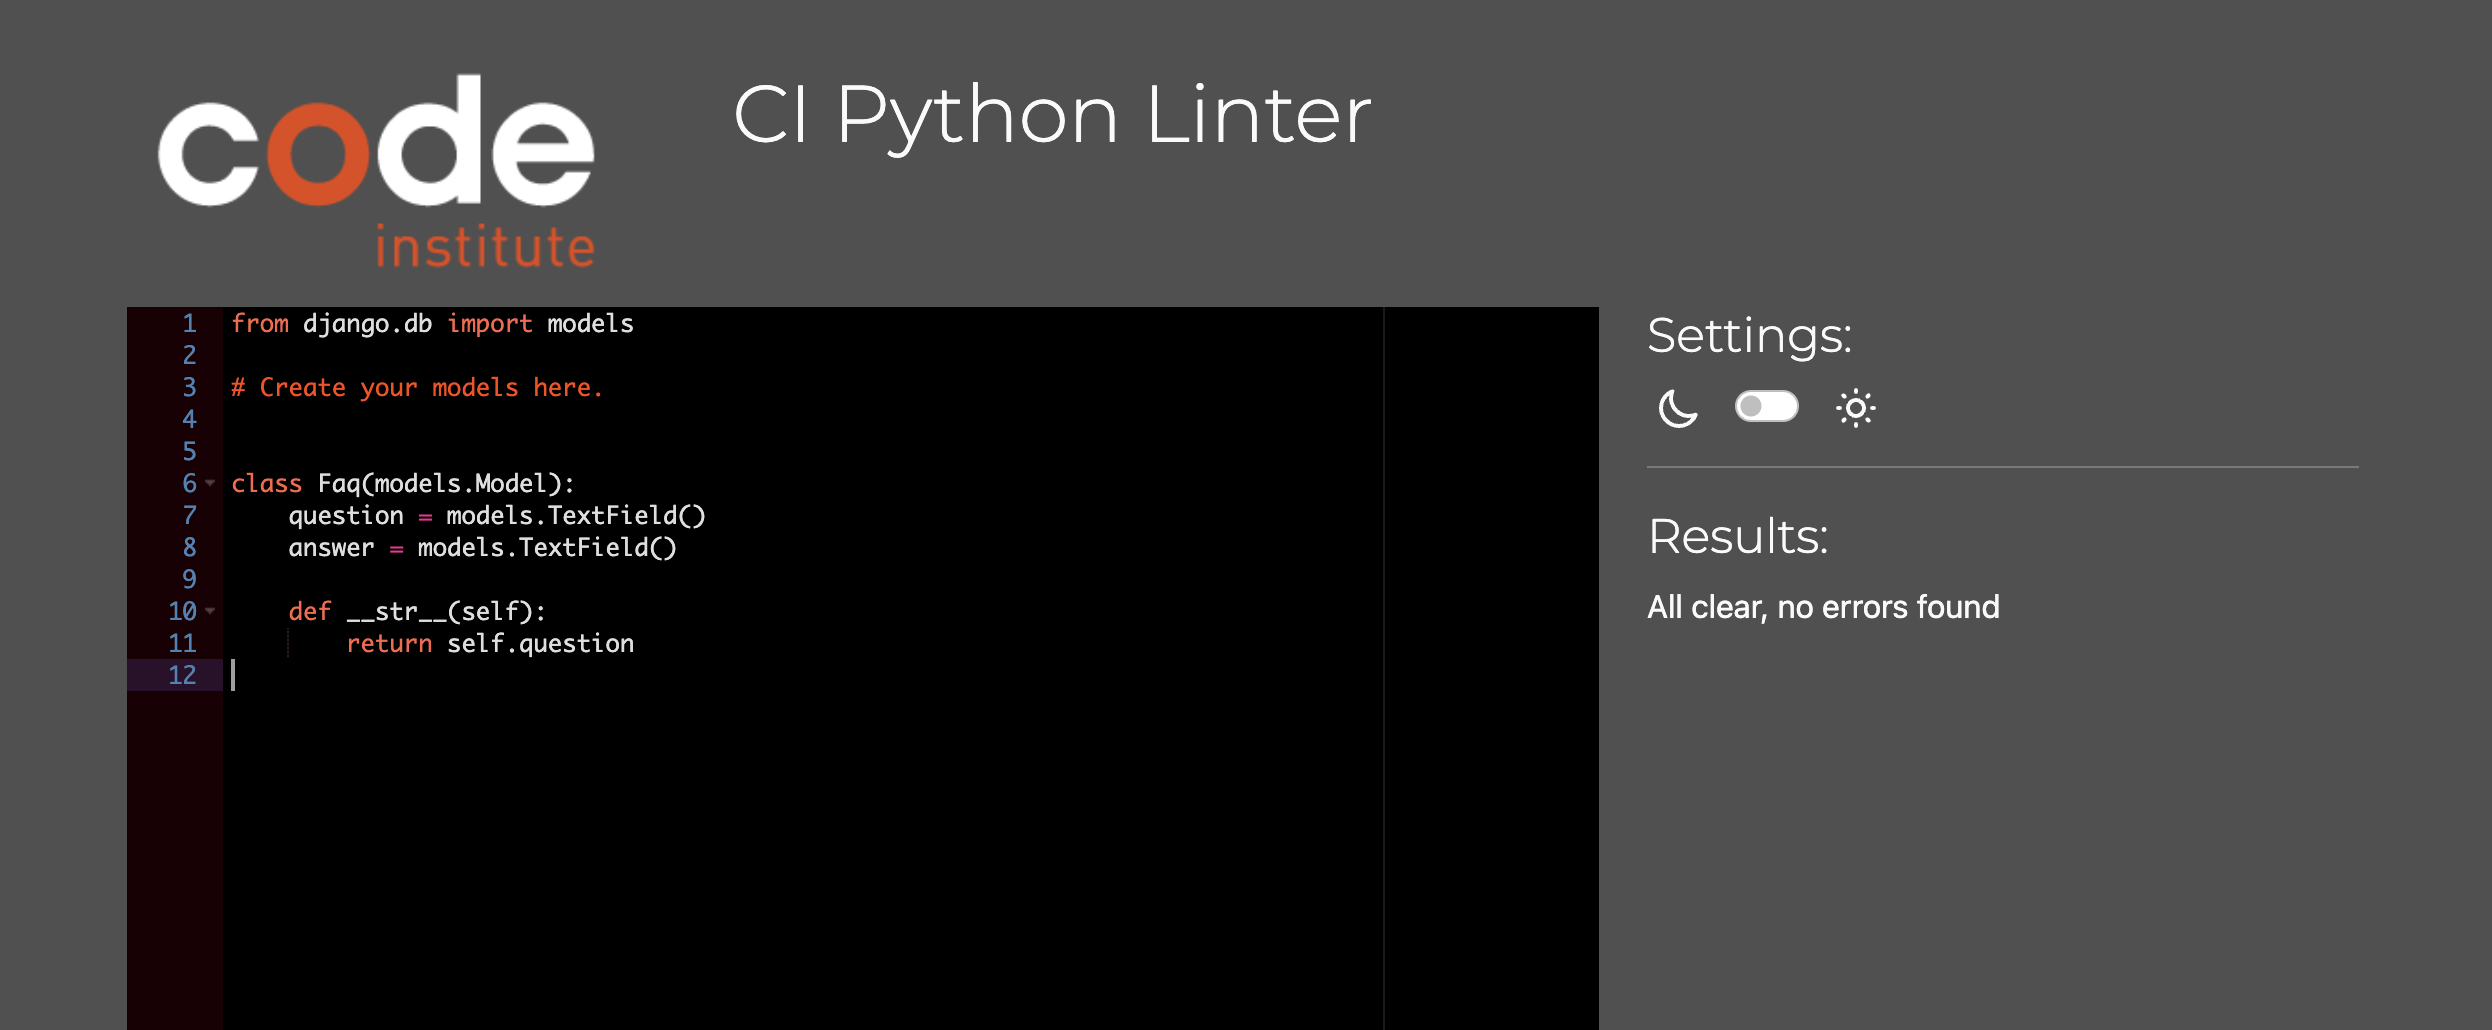 code
institute
CI Python Linter
1 from django.db import models
2
3 # Create your models here.
4
5
6 class Faq(models.Model):
7     question = models.TextField()
8     answer = models.TextField()
9
10     def __str__(self):
11         return self.question
12
Settings:
Results:
All clear, no errors found